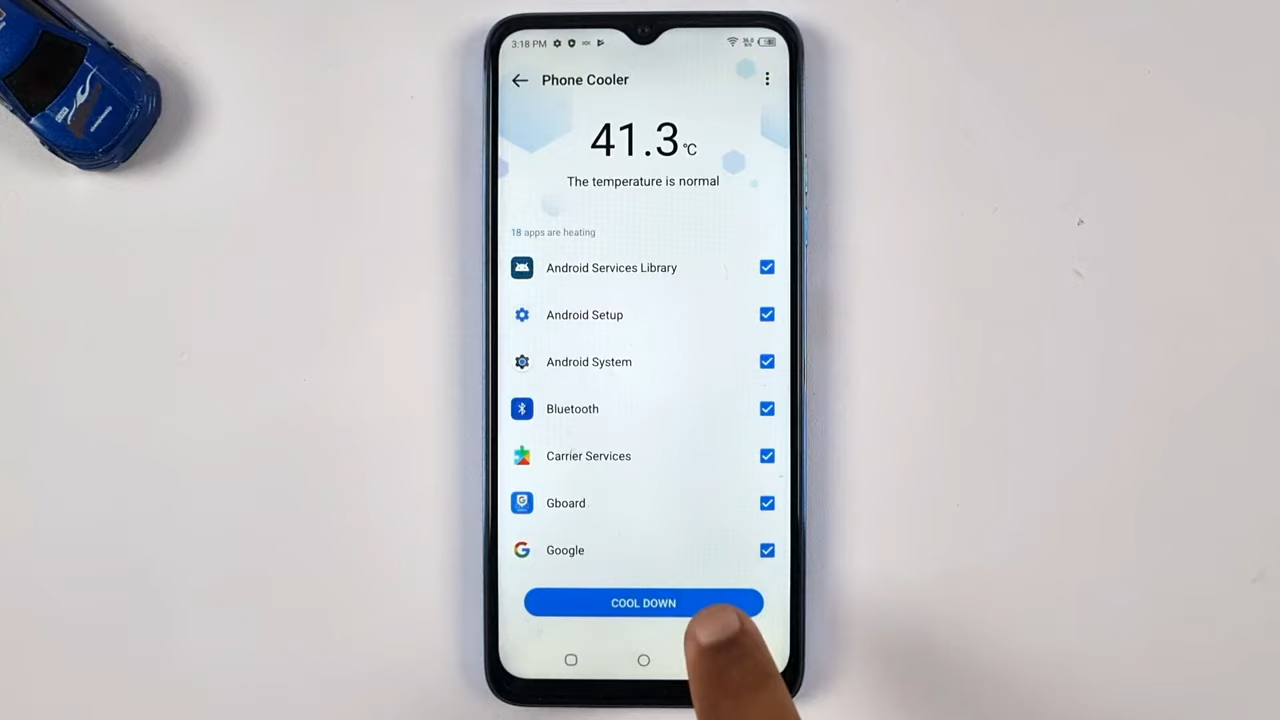 3:18 PM
Phone Cooler
41.3 °C
The temperature is normal
18 apps are heating
Android Services Library
Android Setup
Android System
Bluetooth
Carrier Services
Gboard
Google
COOL DOWN